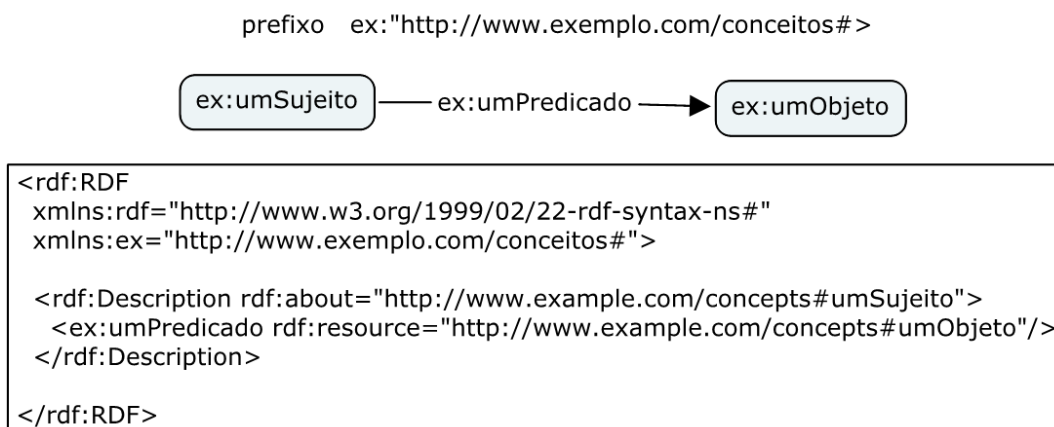 prefixo ex:"http://www.exemplo.com/conceitos#>
ex:umSujeito ex:umPredicado ex:umObjeto
<rdf:RDF
xmlns:rdf="http://www.w3.org/1999/02/22-rdf-syntax-ns#"
xmlns:ex="http://www.exemplo.com/conceitos#">
<rdf:Description rdf:about="http://www.example.com/concepts#umSujeito">
<ex:umPredicado rdf:resource="http://www.example.com/concepts#umObjeto"/>
</rdf:Description>
</rdf:RDF>